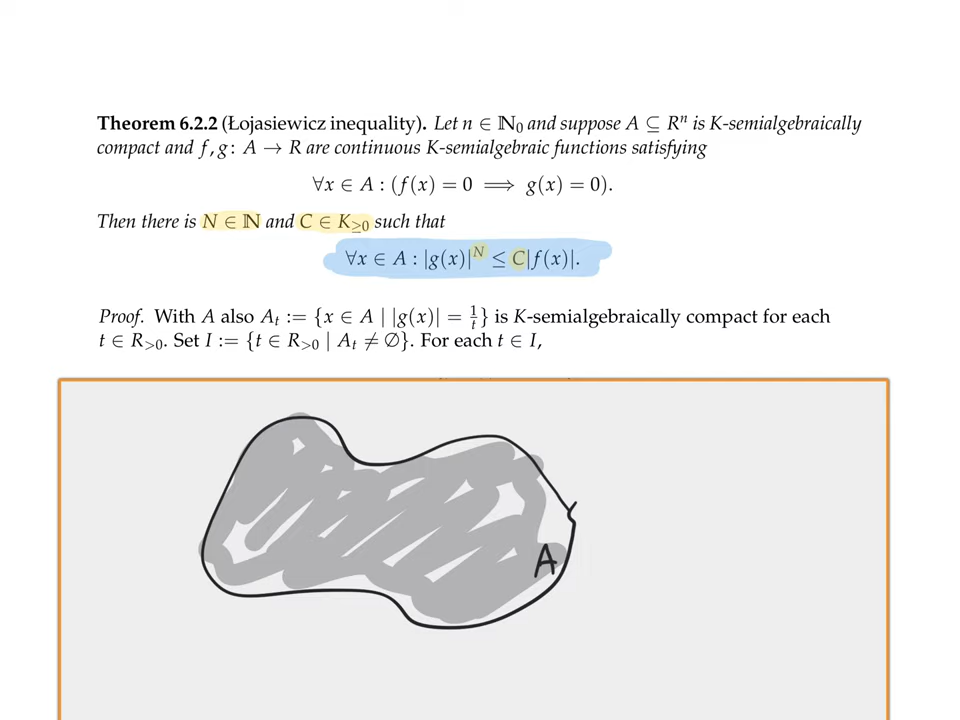 Theorem 6.2.2 (Łojasiewicz inequality). Let n ∈ ℕ₀ and suppose A ⊆ Rⁿ is K-semialgebraically
compact and f, g : A → R are continuous K-semialgebraic functions satisfying
∀x ∈ A : (f(x) = 0 ⟹ g(x) = 0).
Then there is N ∈ ℕ and C ∈ K≥0 such that
∀x ∈ A : |g(x)|ᴺ ≤ C|f(x)|.
Proof. With A also Aₜ := {x ∈ A | |g(x)| = 1/t} is K-semialgebraically compact for each
t ∈ R>0. Set I := {t ∈ R>0 | Aₜ ≠ ∅}. For each t ∈ I,
A